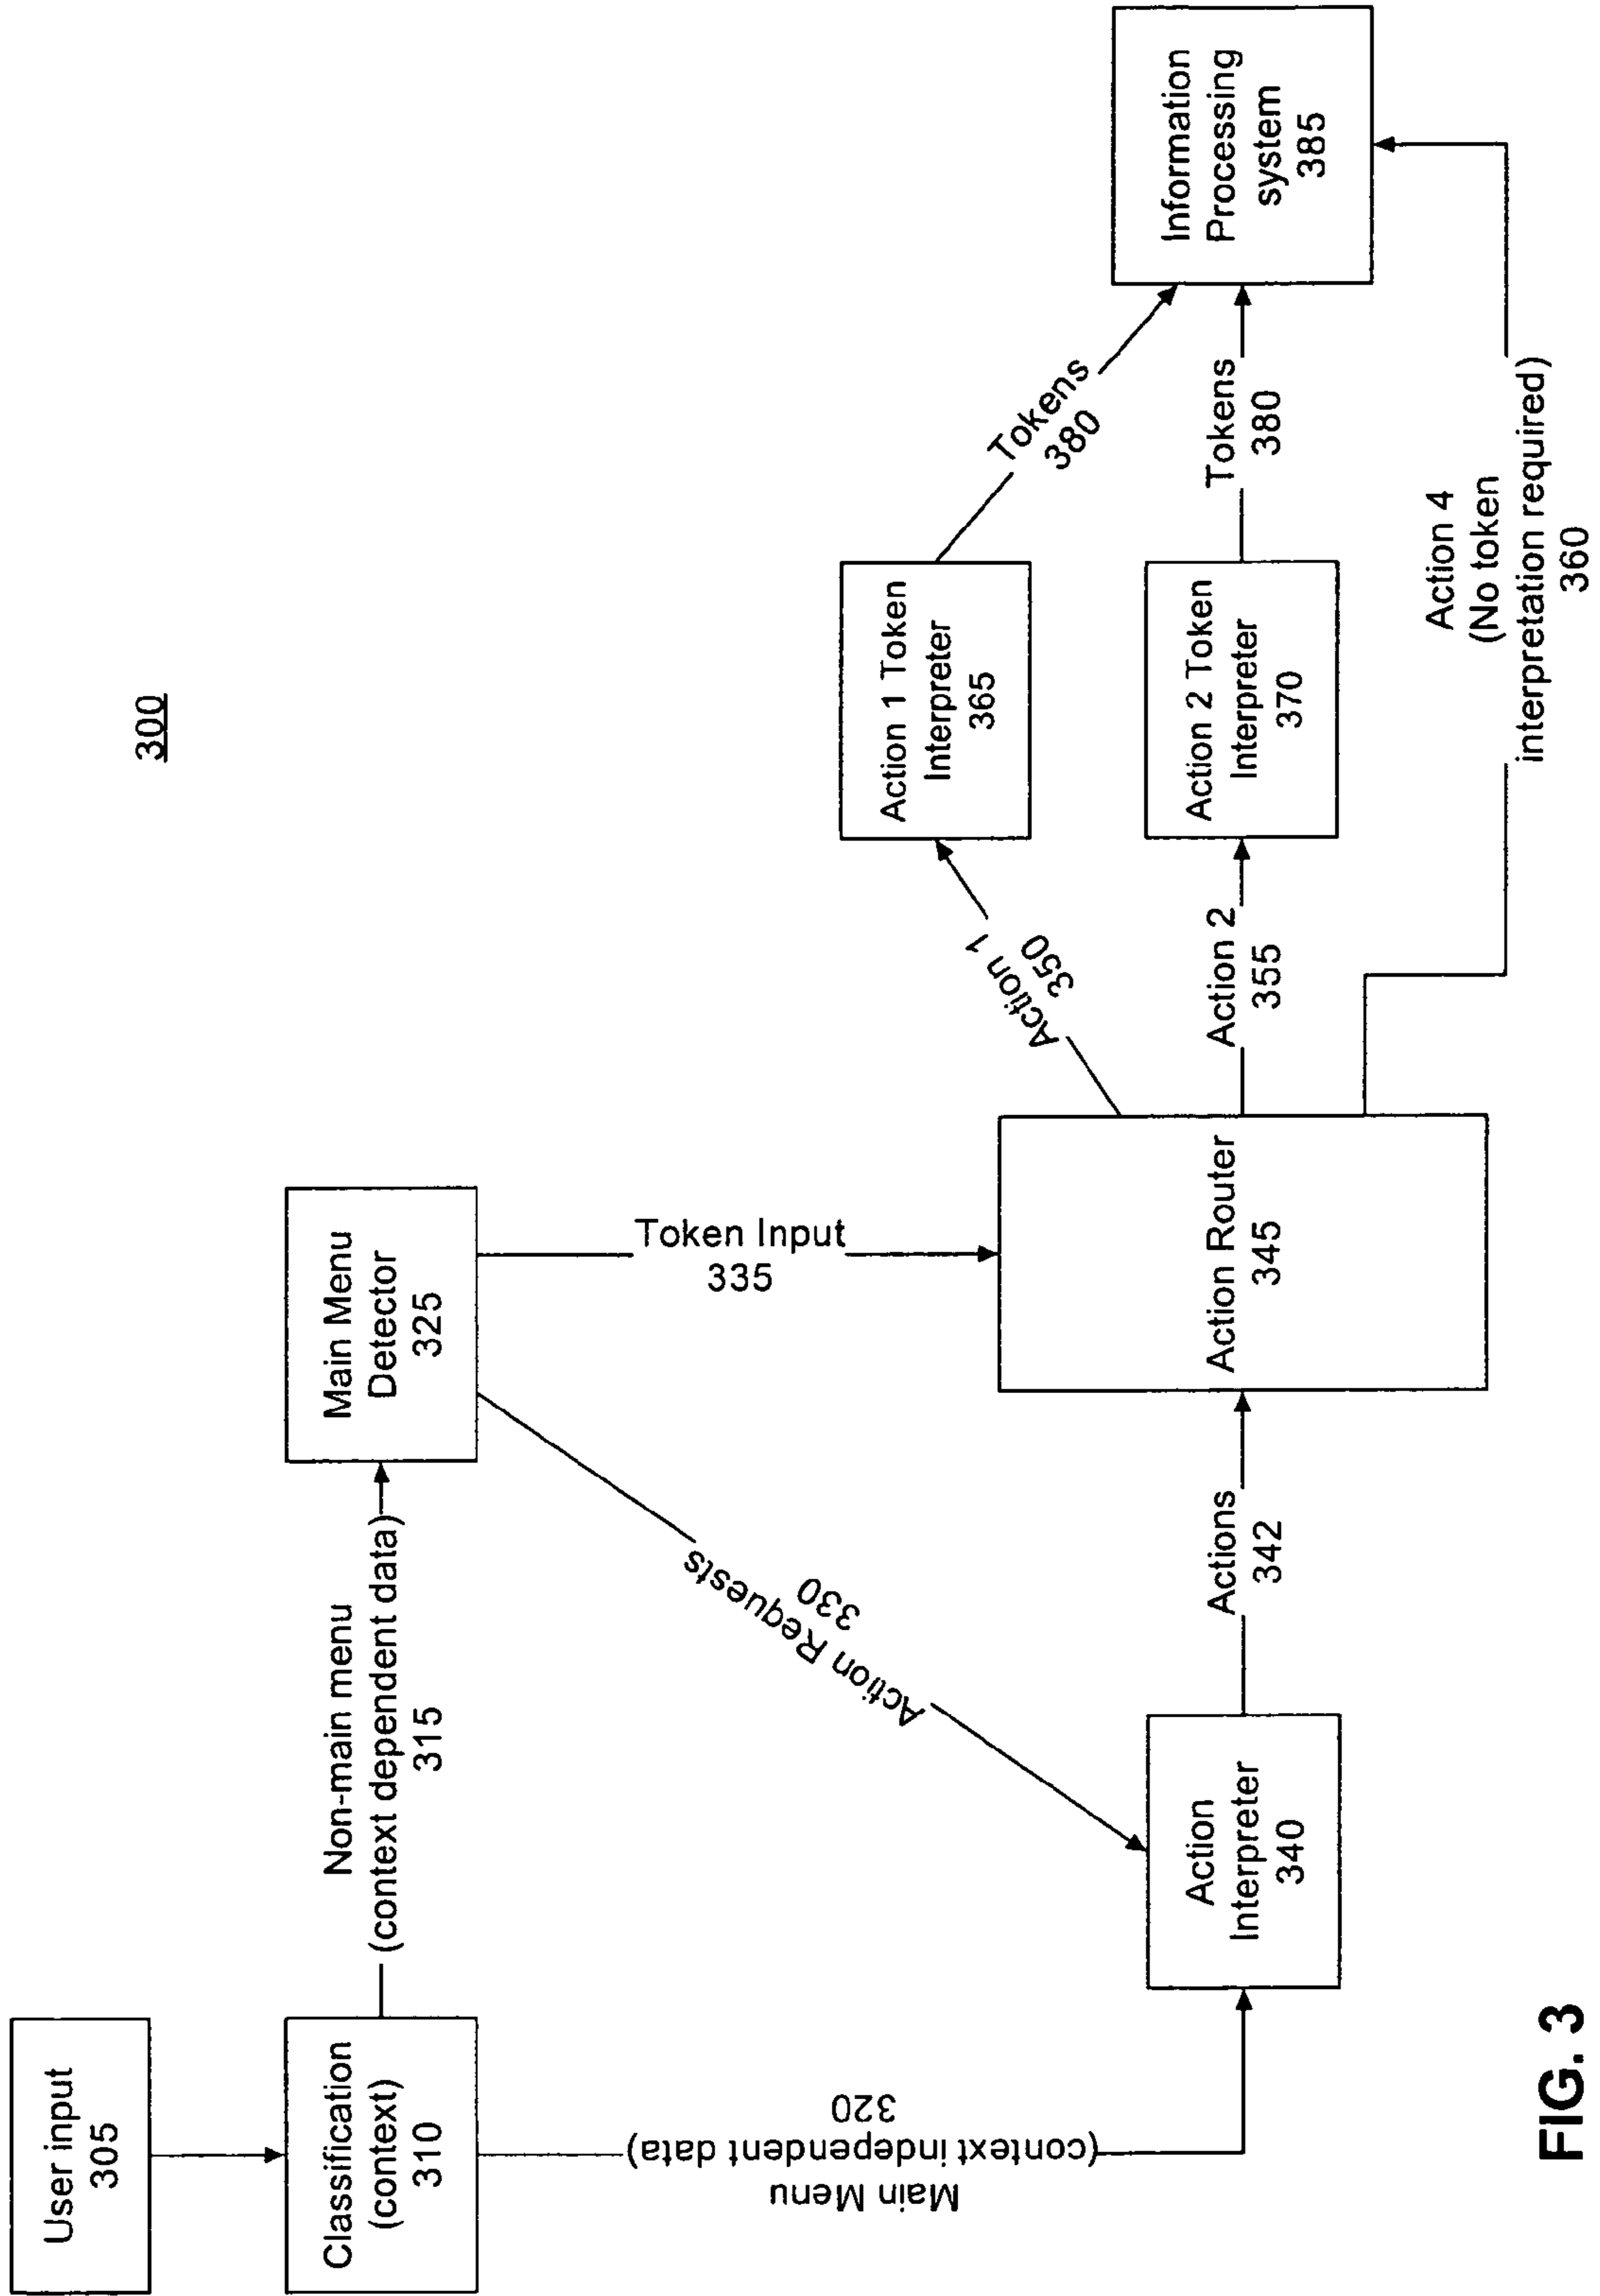 300
User input
305
Classification
(context)
310
Non-main menu
(context dependent data)
315
Main Menu
Detector
325
Main Menu
(context independent data)
320
Action Requests
330
Token Input
335
Action
Interpreter
340
Actions
342
Action Router
345
Action 1
350
Action 2
355
Action 4
(No token
interpretation required)
360
Action 1 Token
Interpreter
365
Action 2 Token
Interpreter
370
Tokens
380
Tokens
380
Information
Processing
system
385
FIG. 3